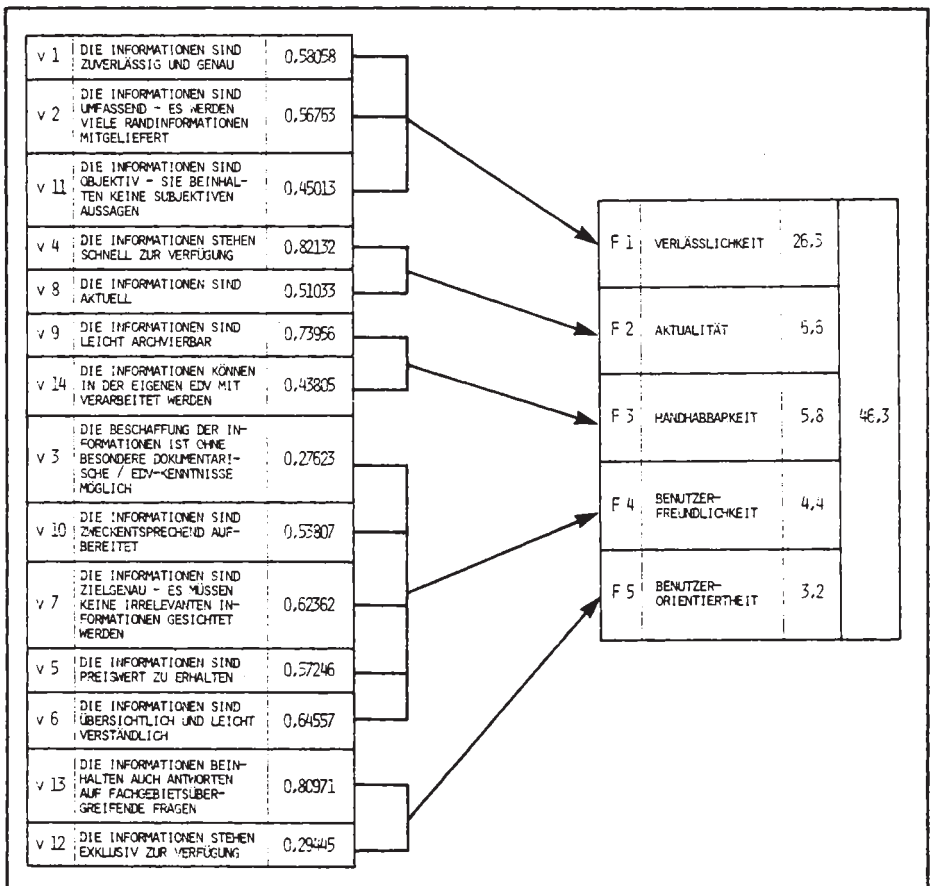 v 1 DIE INFORMATIONEN SIND 0,58058
ZUVERLÄSSIG UND GENAU
v 2 DIE INFORMATIONEN SIND 0,56763
UMFASSEND - ES WERDEN
VIELE RANDINFORMATIONEN
MITGELIEFERT
v 11 DIE INFORMATIONEN SIND 0,45013
OBJEKTIV - SIE BEINHAL-
TEN KEINE SUBJEKTIVEN
AUSSAGEN
v 4 DIE INFORMATIONEN STEHEN 0,82132
SCHNELL ZUR VERFÜGUNG
v 8 DIE INFORMATIONEN SIND 0,51033
AKTUELL
v 9 DIE INFORMATIONEN SIND 0,73956
LEICHT ARCHVIERBAR
v 14 DIE INFORMATIONEN KÖNNEN 0,43805
IN DER EIGENEN EDV MIT
VERARBEITET WERDEN
v 3 DIE BESCHAFFUNG DER IN- 0,27623
FORMATIONEN IST OHNE
BESONDERE DOKUMENTARI-
SCHE / EDV-KENNTNISSE
MÖGLICH
v 10 DIE INFORMATIONEN SIND 0,53807
ZWECKENTSPRECHEND AUF-
BEREITET
v 7 DIE INFORMATIONEN SIND 0,62362
ZIELGENAU - ES MÜSSEN
KEINE IRRELEVANTEN IN-
FORMATIONEN GESICHTET
WERDEN
v 5 DIE INFORMATIONEN SIND 0,57246
PREISWERT ZU ERHALTEN
v 6 DIE INFORMATIONEN SIND 0,64557
ÜBERSICHTLICH UND LEICHT
VERSTÄNDLICH
v 13 DIE INFORMATIONEN BEIN- 0,80971
HALTEN AUCH ANTWORTEN
AUF FACHGEBIETSÜBER-
GREIFENDE FRAGEN
v 12 DIE INFORMATIONEN STEHEN 0,29445
EXKLUSIV ZUR VERFÜGUNG
F 1 VERLÄSSLICHKEIT 26,3
F 2 AKTUALITÄT 6,6
F 3 HANDHABBARKEIT 5,8 46,3
F 4 BENUTZER- 4,4
FREUNDLICHKEIT
F 5 BENUTZER- 3,2
ORIENTIERTHEIT